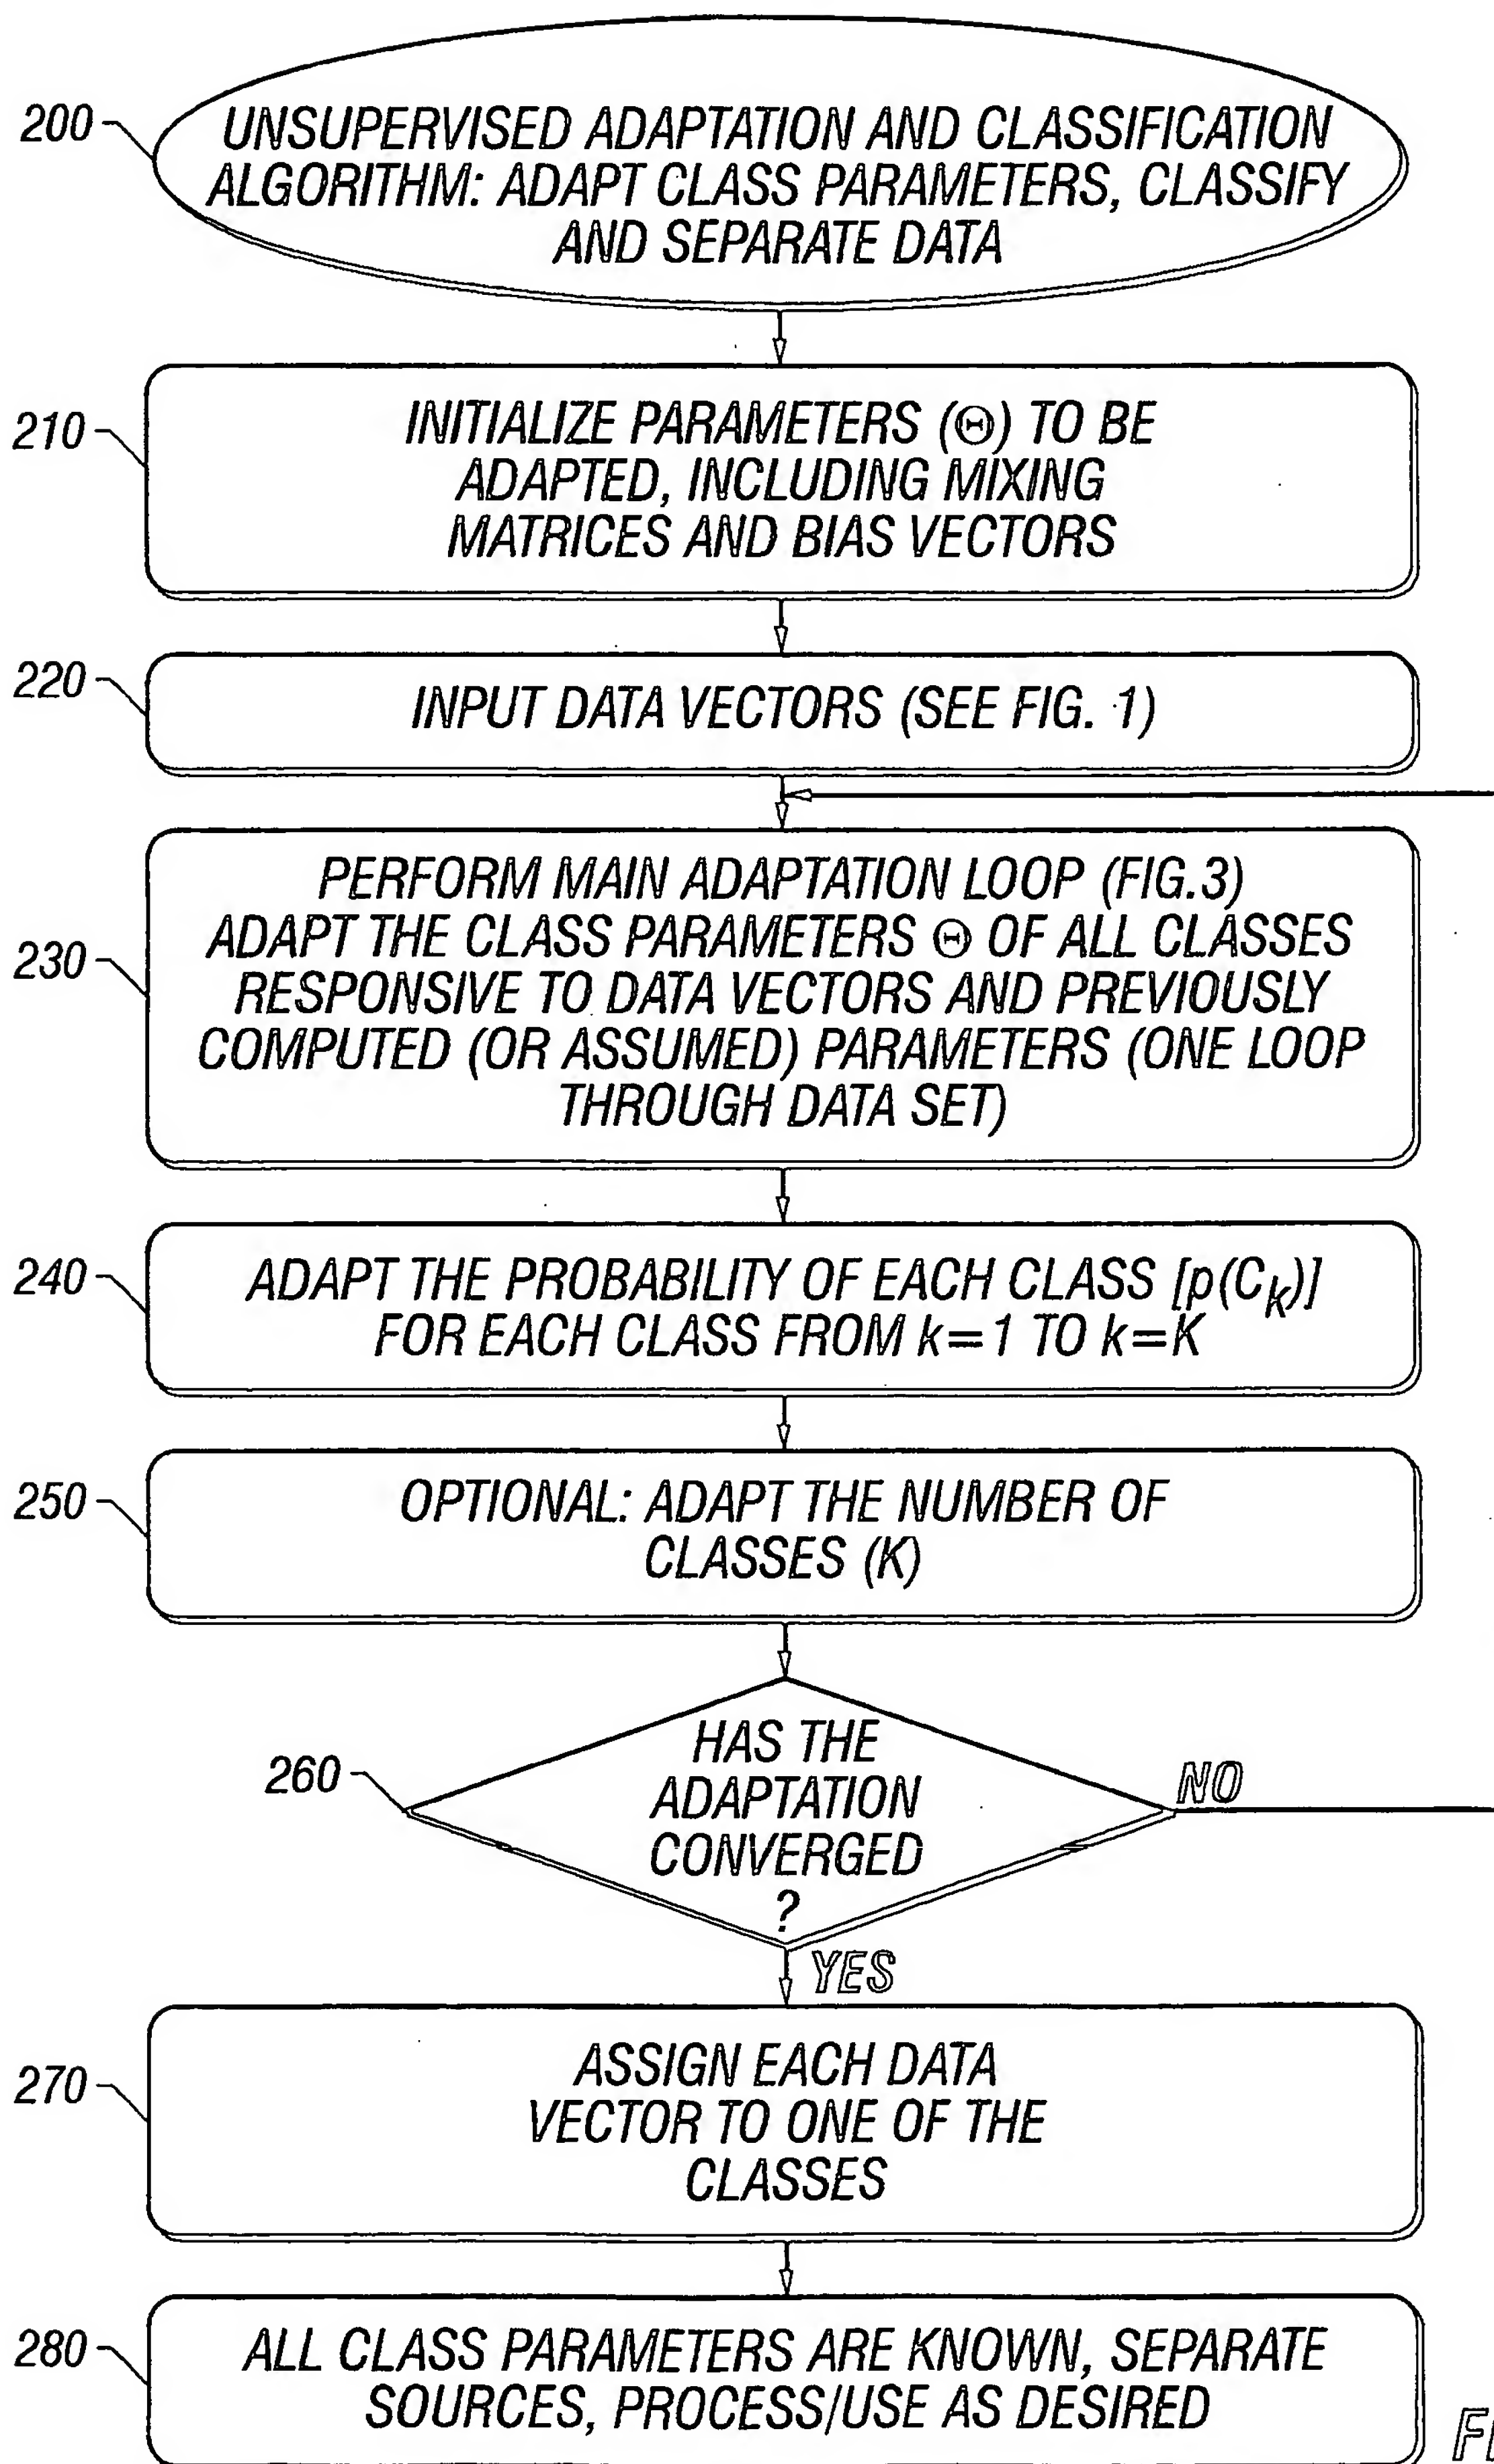 200
UNSUPERVISED ADAPTATION AND CLASSIFICATION
ALGORITHM: ADAPT CLASS PARAMETERS, CLASSIFY
AND SEPARATE DATA
210
INITIALIZE PARAMETERS (Θ) TO BE
ADAPTED, INCLUDING MIXING
MATRICES AND BIAS VECTORS
220
INPUT DATA VECTORS (SEE FIG. 1)
230
PERFORM MAIN ADAPTATION LOOP (FIG.3)
ADAPT THE CLASS PARAMETERS Θ OF ALL CLASSES
RESPONSIVE TO DATA VECTORS AND PREVIOUSLY
COMPUTED (OR ASSUMED) PARAMETERS (ONE LOOP
THROUGH DATA SET)
240
ADAPT THE PROBABILITY OF EACH CLASS [p(C_k)]
FOR EACH CLASS FROM k=1 TO k=K
250
OPTIONAL: ADAPT THE NUMBER OF
CLASSES (K)
260
HAS THE
ADAPTATION
CONVERGED
?
NO
YES
270
ASSIGN EACH DATA
VECTOR TO ONE OF THE
CLASSES
280
ALL CLASS PARAMETERS ARE KNOWN, SEPARATE
SOURCES, PROCESS/USE AS DESIRED